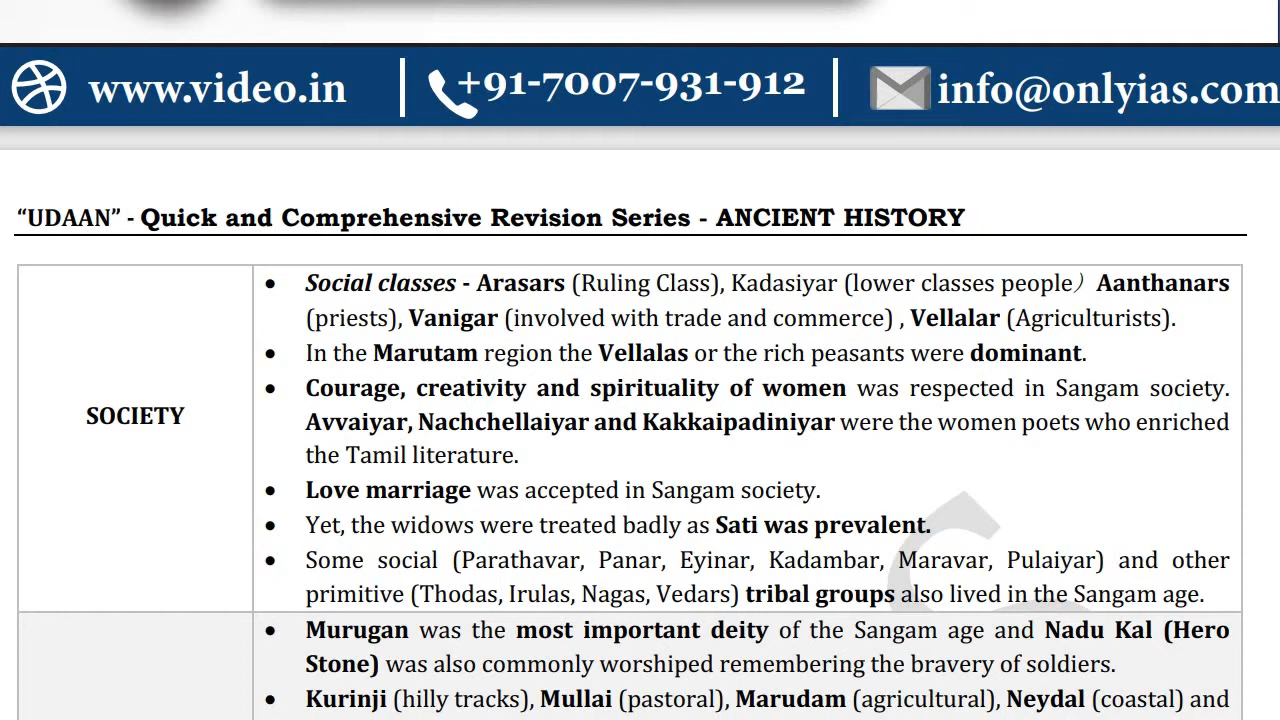 www.video.in
+91-7007-931-912
info@onlyias.com
“UDAAN” - Quick and Comprehensive Revision Series - ANCIENT HISTORY
SOCIETY
• Social classes - Arasars (Ruling Class), Kadasiyar (lower classes people） Aanthanars
(priests), Vanigar (involved with trade and commerce) , Vellalar (Agriculturists).
• In the Marutam region the Vellalas or the rich peasants were dominant.
• Courage, creativity and spirituality of women was respected in Sangam society.
Avvaiyar, Nachchellaiyar and Kakkaipadiniyar were the women poets who enriched
the Tamil literature.
• Love marriage was accepted in Sangam society.
• Yet, the widows were treated badly as Sati was prevalent.
• Some social (Parathavar, Panar, Eyinar, Kadambar, Maravar, Pulaiyar) and other
primitive (Thodas, Irulas, Nagas, Vedars) tribal groups also lived in the Sangam age.
• Murugan was the most important deity of the Sangam age and Nadu Kal (Hero
Stone) was also commonly worshiped remembering the bravery of soldiers.
• Kurinji (hilly tracks), Mullai (pastoral), Marudam (agricultural), Neydal (coastal) and